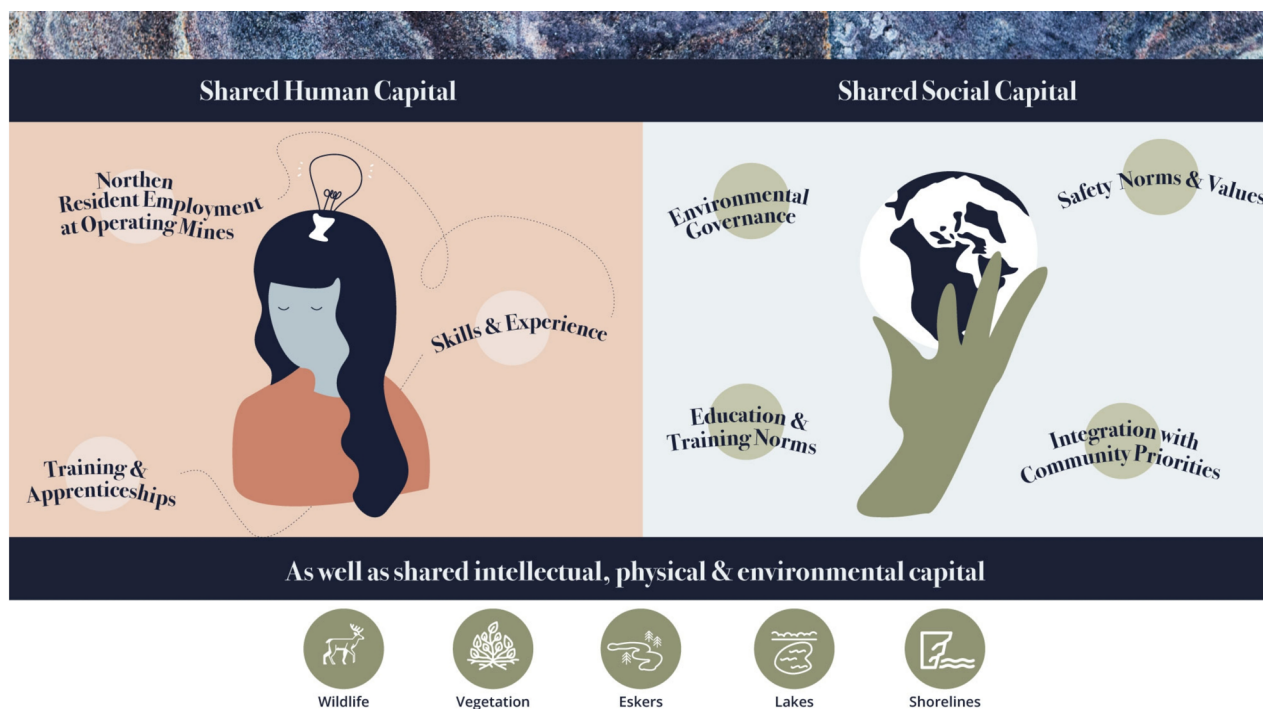 Shared Human Capital
Shared Social Capital
Northen
Resident Employment
at Operating Mines
Skills & Experience
Training &
Apprenticeships
Environmental
Governance
Safety Norms & Values
Education &
Training Norms
Integration with
Community Priorities
As well as shared intellectual, physical & environmental capital
Wildlife
Vegetation
Eskers
Lakes
Shorelines